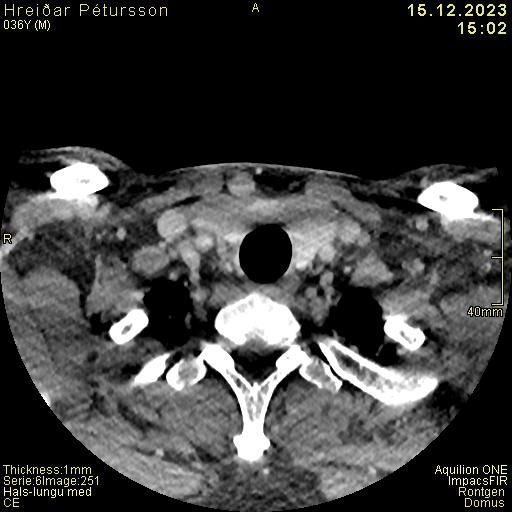 Hreiðar Pétursson
036Y (M)
A
15.12.2023
15:02
R
40mm
Thickness:1mm
Serie:6Image:251
Hals-lungu med
CE
Aquilion ONE
ImpacsFIR
Rontgen
Domus